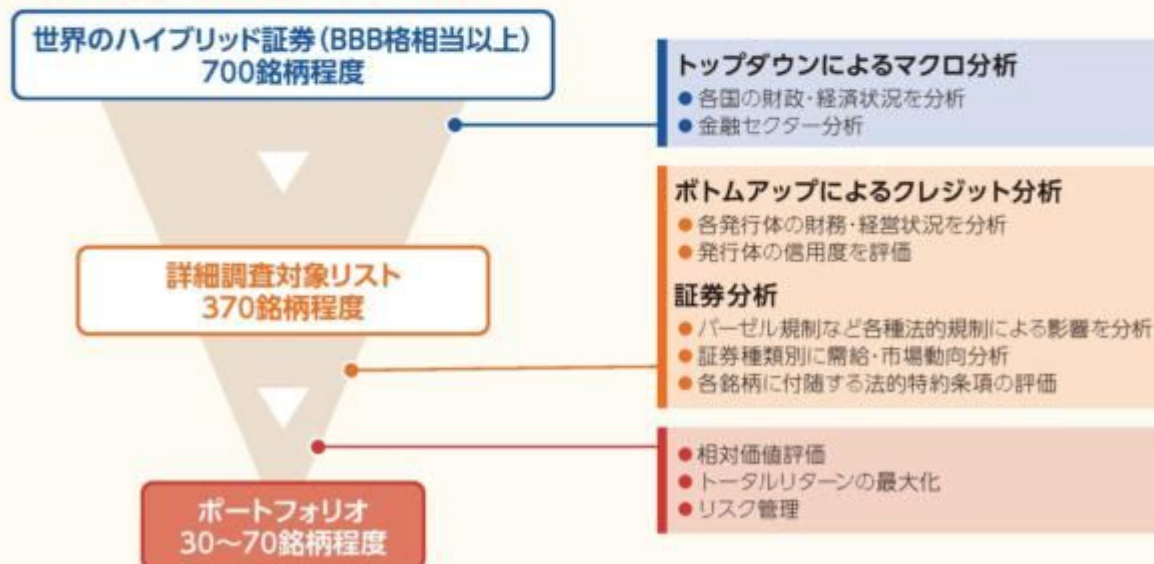 世界のハイブリッド証券(BBB格相当以上)
700銘柄程度
トップダウンによるマクロ分析
●各国の財政・経済状況を分析
●金融セクター分析
ボトムアップによるクレジット分析
●各発行体の財務・経営状況を分析
●発行体の信用度を評価
詳細調査対象リスト
370銘柄程度
証券分析
●バーゼル規制など各種法的規制による影響を分析
●証券種類別に需給・市場動向分析
●各銘柄に付随する法的特約条項の評価
●相対価値評価
●トータルリターンの最大化
●リスク管理
ポートフォリオ
30〜70銘柄程度